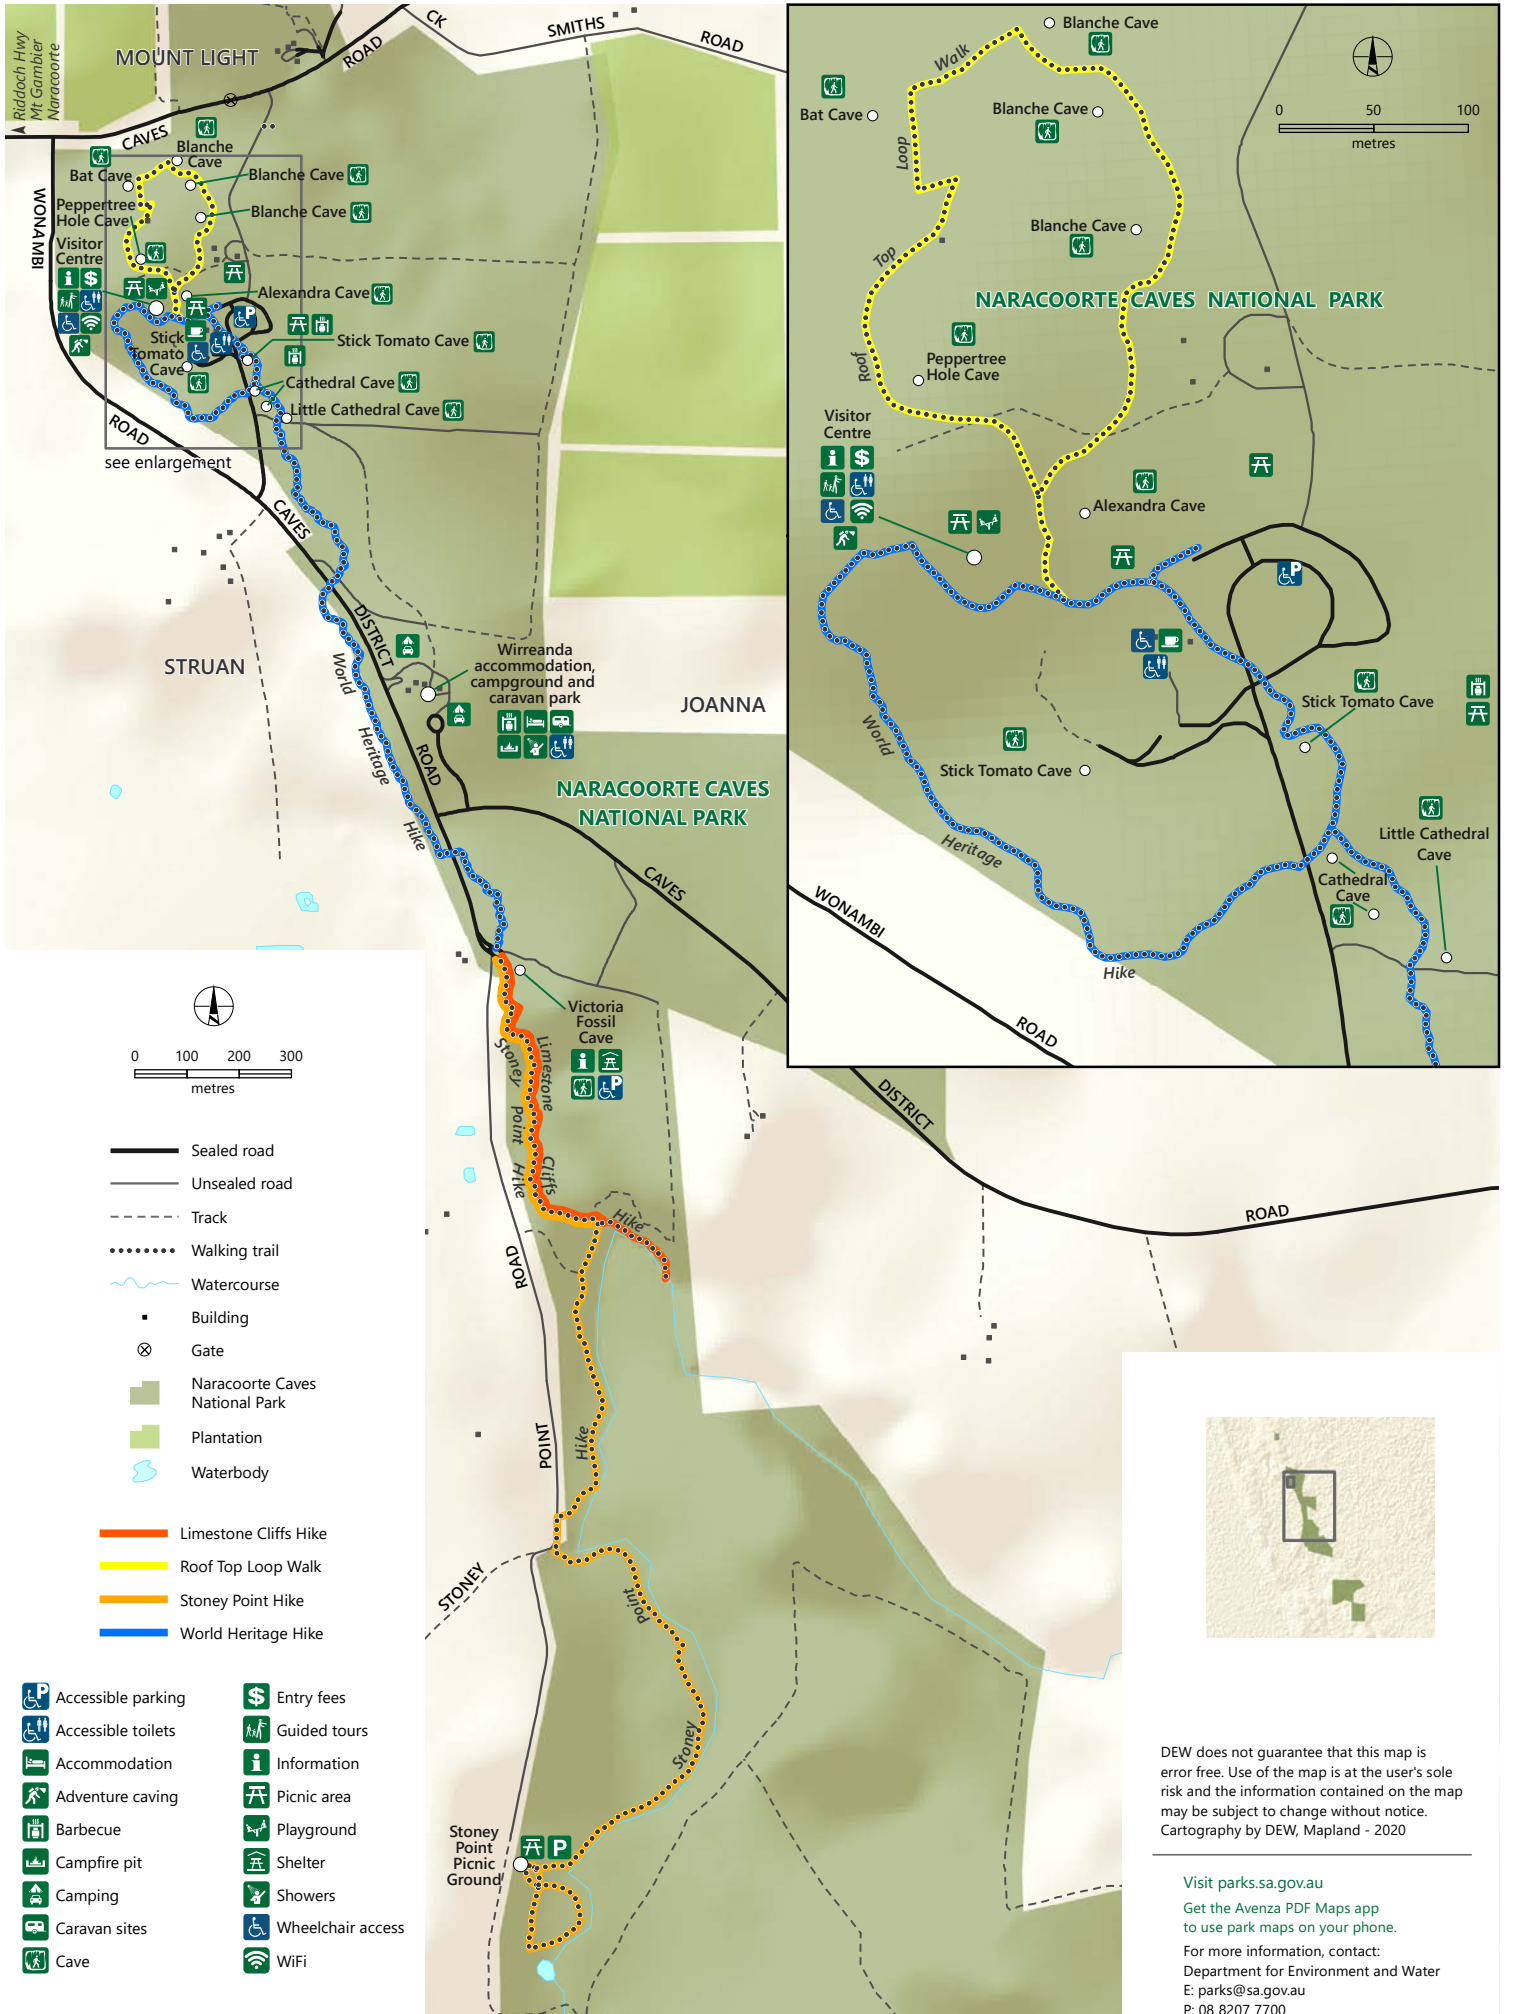 Riddoch Hwy
Mt Gambier
Naracoorte
MOUNT LIGHT
CK
ROAD
SMITHS
ROAD
CAVES
WONAMBI
Blanche
Cave
Bat Cave
Blanche Cave
Peppertree
Hole Cave
Blanche Cave
Visitor
Centre
Alexandra Cave
Stick
Tomato
Cave
Stick Tomato Cave
Cathedral Cave
Little Cathedral Cave
ROAD
see enlargement
CAVES
DISTRICT
ROAD
STRUAN
World
Heritage
Hike
Wirreanda
accommodation,
campground and
caravan park
JOANNA
NARACOORTE CAVES
NATIONAL PARK
CAVES
Victoria
Fossil
Cave
Limestone
Cliffs
Hike
Stoney
Point
Hike
ROAD
POINT
STONEY
Hike
Point
Stoney
Stoney
Point
Picnic
Ground
DISTRICT
ROAD
Blanche Cave
Walk
Bat Cave
Blanche Cave
Loop
Blanche Cave
Top
Roof
NARACOORTE CAVES NATIONAL PARK
0 50 100
metres
Peppertree
Hole Cave
Visitor
Centre
Alexandra Cave
P
Stick Tomato Cave
Stick Tomato Cave
World
Heritage
Hike
Little Cathedral
Cave
Cathedral
Cave
WONAMBI
ROAD
0 100 200 300
metres
Sealed road
Unsealed road
Track
Walking trail
Watercourse
Building
Gate
Naracoorte Caves
National Park
Plantation
Waterbody
Limestone Cliffs Hike
Roof Top Loop Walk
Stoney Point Hike
World Heritage Hike
Accessible parking
Accessible toilets
Accommodation
Adventure caving
Barbecue
Campfire pit
Camping
Caravan sites
Cave
Entry fees
Guided tours
Information
Picnic area
Playground
Shelter
Showers
Wheelchair access
WiFi
DEW does not guarantee that this map is
error free. Use of the map is at the user's sole
risk and the information contained on the map
may be subject to change without notice.
Cartography by DEW, Mapland - 2020
Visit parks.sa.gov.au
Get the Avenza PDF Maps app
to use park maps on your phone.
For more information, contact:
Department for Environment and Water
E: parks@sa.gov.au
P: 08 8207 7700